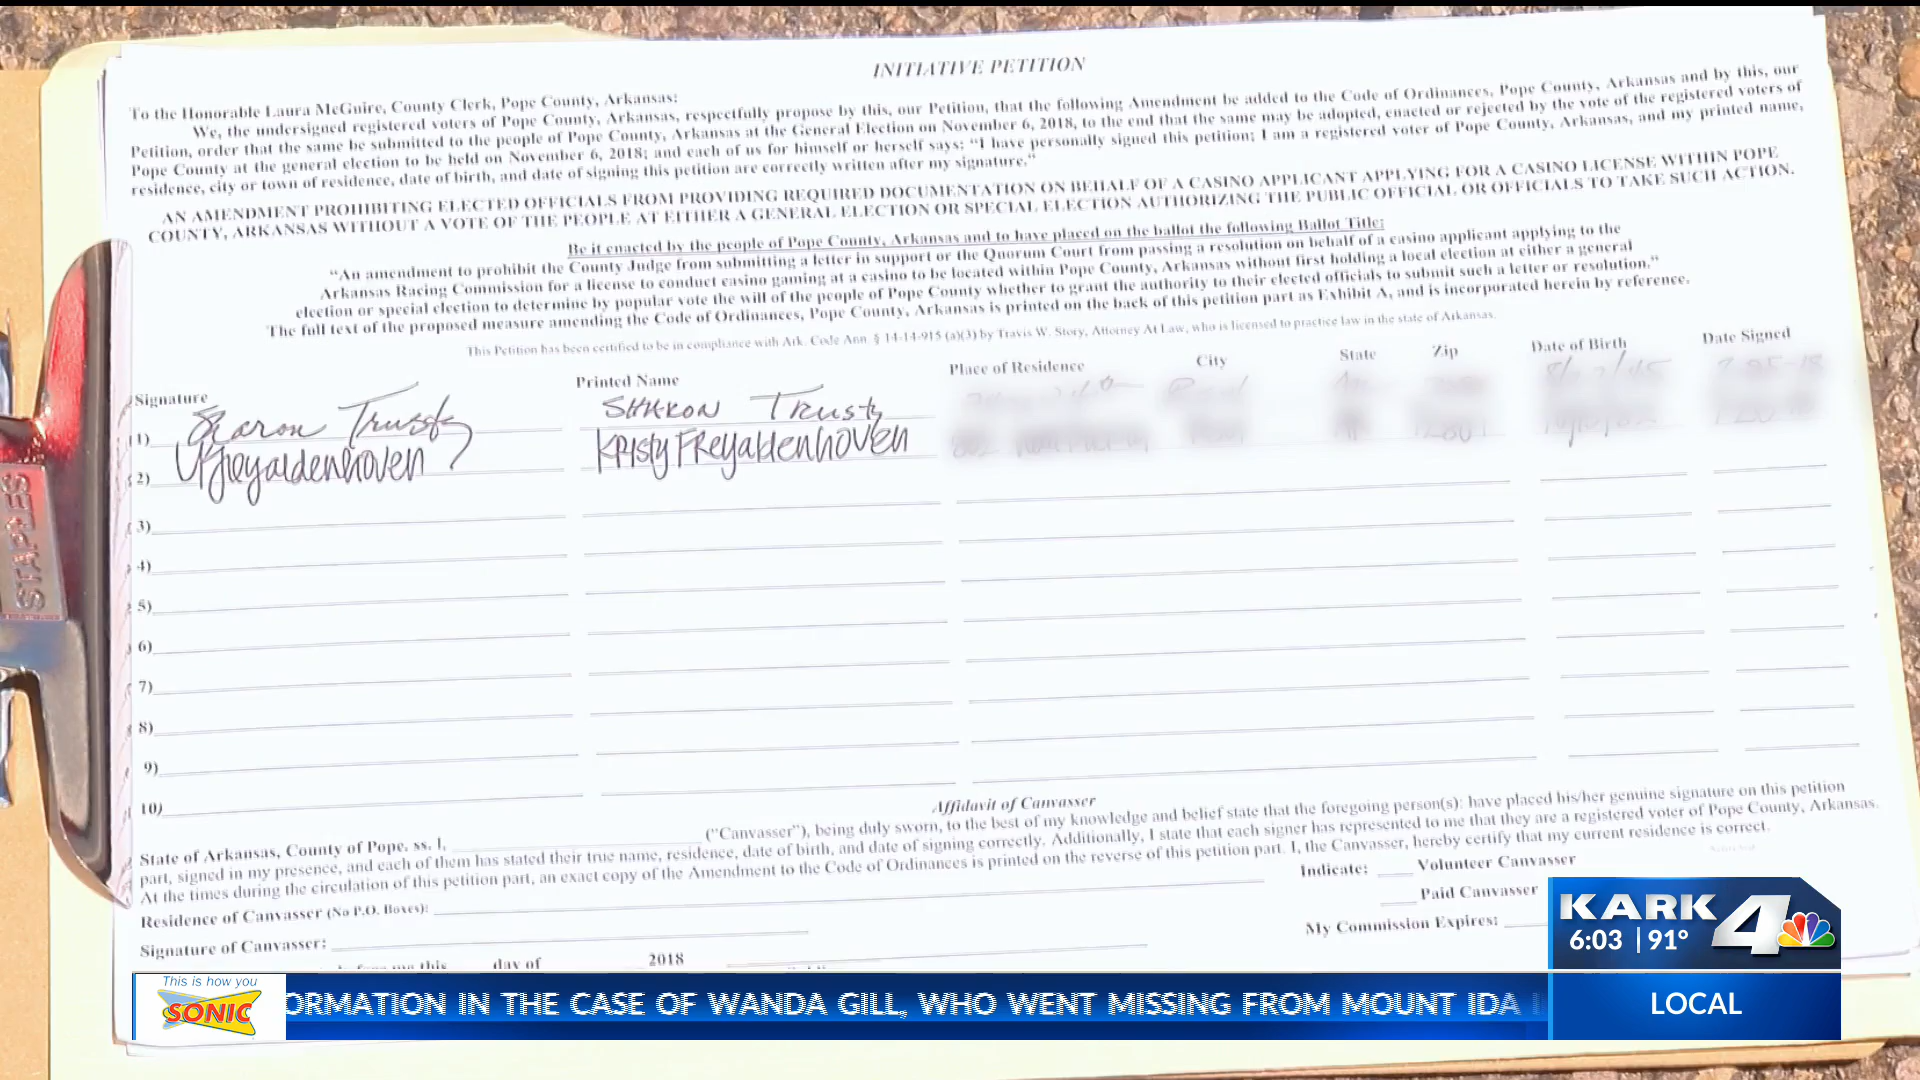 INITIATIVE PETITION
To the Honorable Laura McGuire, County Clerk, Pope County, Arkansas:
We, the undersigned registered voters of Pope County, Arkansas, respectfully propose by this, our Petition, that the following Amendment be added to the Code of Ordinances, Pope County, Arkansas and by this, our
Petition, order that the same be submitted to the people of Pope County, Arkansas at the General Election on November 6, 2018, to the end that the same may be adopted, enacted or rejected by the vote of the registered voters of
Pope County at the general election to be held on November 6, 2018; and each of us for himself or herself says: "I have personally signed this petition; I am a registered voter of Pope County, Arkansas, and my printed name,
residence, city or town of residence, date of birth, and date of signing this petition are correctly written after my signature."
AN AMENDMENT PROHIBITING ELECTED OFFICIALS FROM PROVIDING REQUIRED DOCUMENTATION ON BEHALF OF A CASINO APPLICANT APPLYING FOR A CASINO LICENSE WITHIN POPE
COUNTY, ARKANSAS WITHOUT A VOTE OF THE PEOPLE AT EITHER A GENERAL ELECTION OR SPECIAL ELECTION AUTHORIZING THE PUBLIC OFFICIAL OR OFFICIALS TO TAKE SUCH ACTION.
Be it enacted by the people of Pope County, Arkansas and to have placed on the ballot the following Ballot Title:
"An amendment to prohibit the County Judge from submitting a letter in support or the Quorum Court from passing a resolution on behalf of a casino applicant applying to the
Arkansas Racing Commission for a license to conduct casino gaming at a casino to be located within Pope County, Arkansas without first holding a local election at either a general
election or special election to determine by popular vote the will of the people of Pope County whether to grant the authority to their elected officials to submit such a letter or resolution."
The full text of the proposed measure amending the Code of Ordinances, Pope County, Arkansas is printed on the back of this petition part as Exhibit A, and is incorporated herein by reference.
This Petition has been certified to be in compliance with Ark. Code Ann. § 14-14-915 (a)(3) by Travis W. Story, Attorney At Law, who is licensed to practice law in the state of Arkansas.
Signature Printed Name Place of Residence City State Zip Date of Birth Date Signed
(1) Sharon Trusty SHARON Trusty
(2) KFreyaldenhoven KRISTY FREYaldenHOVEN
(3)
(4)
(5)
(6)
(7)
(8)
9)
10)
Affidavit of Canvasser
State of Arkansas, County of Pope. ss. I, ("Canvasser"), being duly sworn, to the best of my knowledge and belief state that the foregoing person(s): have placed his/her genuine signature on this petition
part, signed in my presence, and each of them has stated their true name, residence, date of birth, and date of signing correctly. Additionally, I state that each signer has represented to me that they are a registered voter of Pope County, Arkansas.
At the times during the circulation of this petition part, an exact copy of the Amendment to the Code of Ordinances is printed on the reverse of this petition part. I, the Canvasser, hereby certify that my current residence is correct.
Indicate: Volunteer Canvasser
Paid Canvasser
Residence of Canvasser (No P.O. Boxes):
My Commission Expires:
Signature of Canvasser:
me this day of 2018
STAPLES
KARK 4
6:03 | 91°
This is how you
SONIC
ORMATION IN THE CASE OF WANDA GILL, WHO WENT MISSING FROM MOUNT IDA
LOCAL